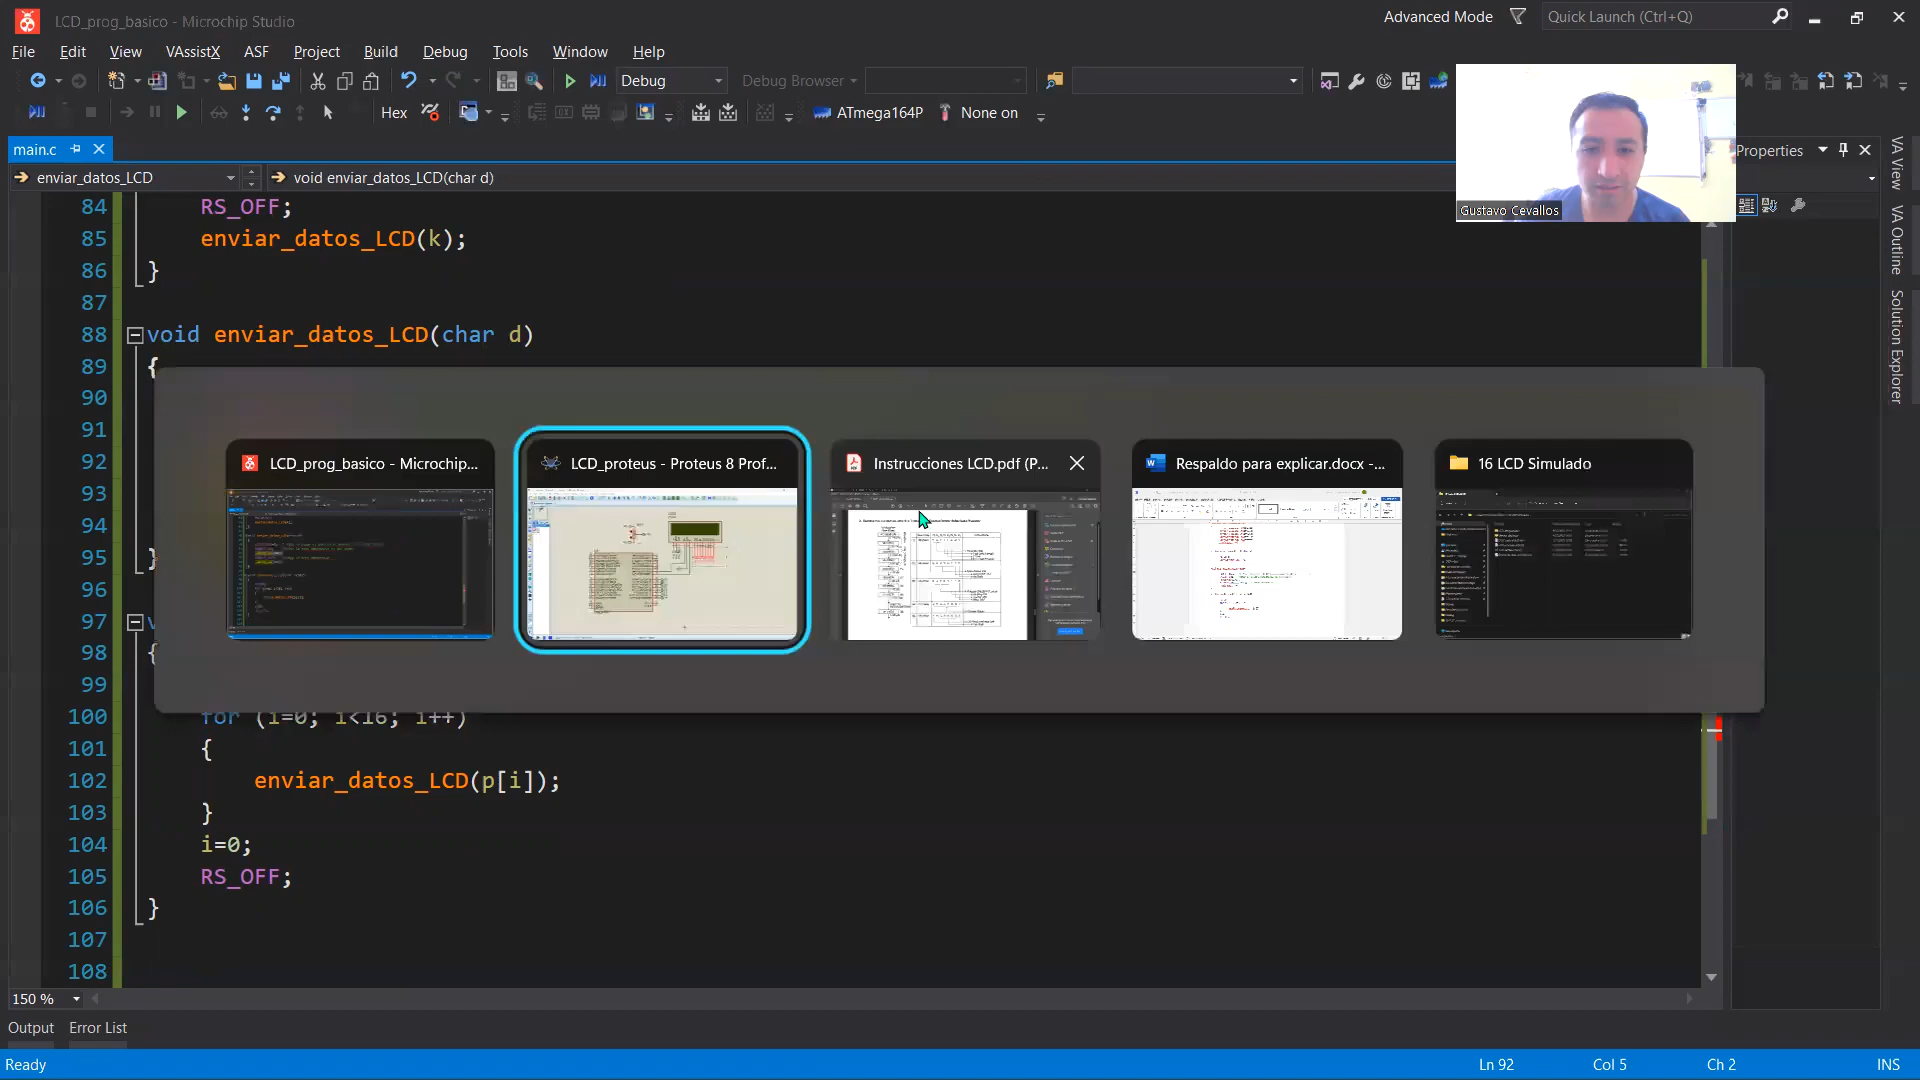 LCD_prog_basico - Microchip Studio
Advanced Mode
Quick Launch (Ctrl+Q)
File Edit View VAssistX ASF Project Build Debug Tools Window Help
Debug
Debug Browser
Hex
ATmega164P
None on
main.c
enviar_datos_LCD
void enviar_datos_LCD(char d)
Gustavo Cevallos
Properties
VA View
VA Outline
Solution Explorer
84 RS_OFF;
85 enviar_datos_LCD(k);
86 }
87
88 void enviar_datos_LCD(char d)
89 {
90
91
92
93
94
95 }
96
97 v
98 {
99
100 for (i=0; i<16; i++)
101 {
102 enviar_datos_LCD(p[i]);
103 }
104 i=0;
105 RS_OFF;
106 }
107
108
LCD_prog_basico - Microchip...
LCD_proteus - Proteus 8 Prof...
Instrucciones LCD.pdf (P...
Respaldo para explicar.docx -...
16 LCD Simulado
150 %
Output Error List
Ready
Ln 92
Col 5
Ch 2
INS